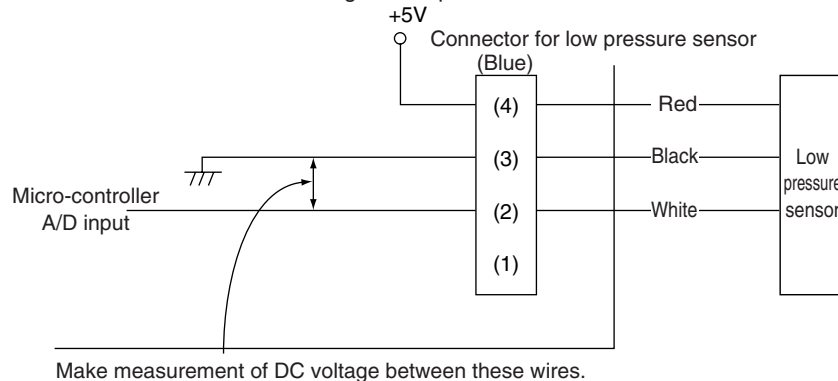 +5V
Connector for low pressure sensor
(Blue)
(4)
Red
(3)
Black
Low
pressure
sensor
Micro-controller
A/D input
(2)
White
(1)
Make measurement of DC voltage between these wires.